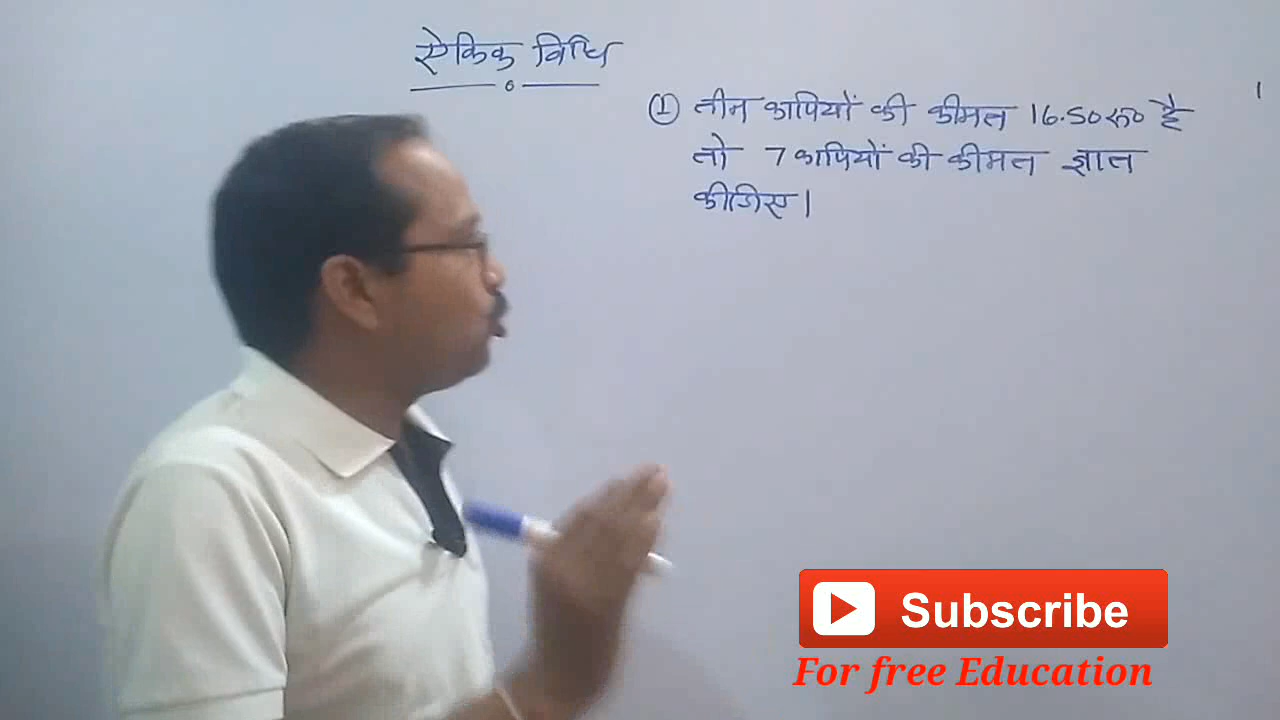 ऐकिक विधि
① तीन कापियों की कीमत 16.50 रु० है
तो 7 कापियों की कीमत ज्ञात
कीजिए।
Subscribe
For free Education